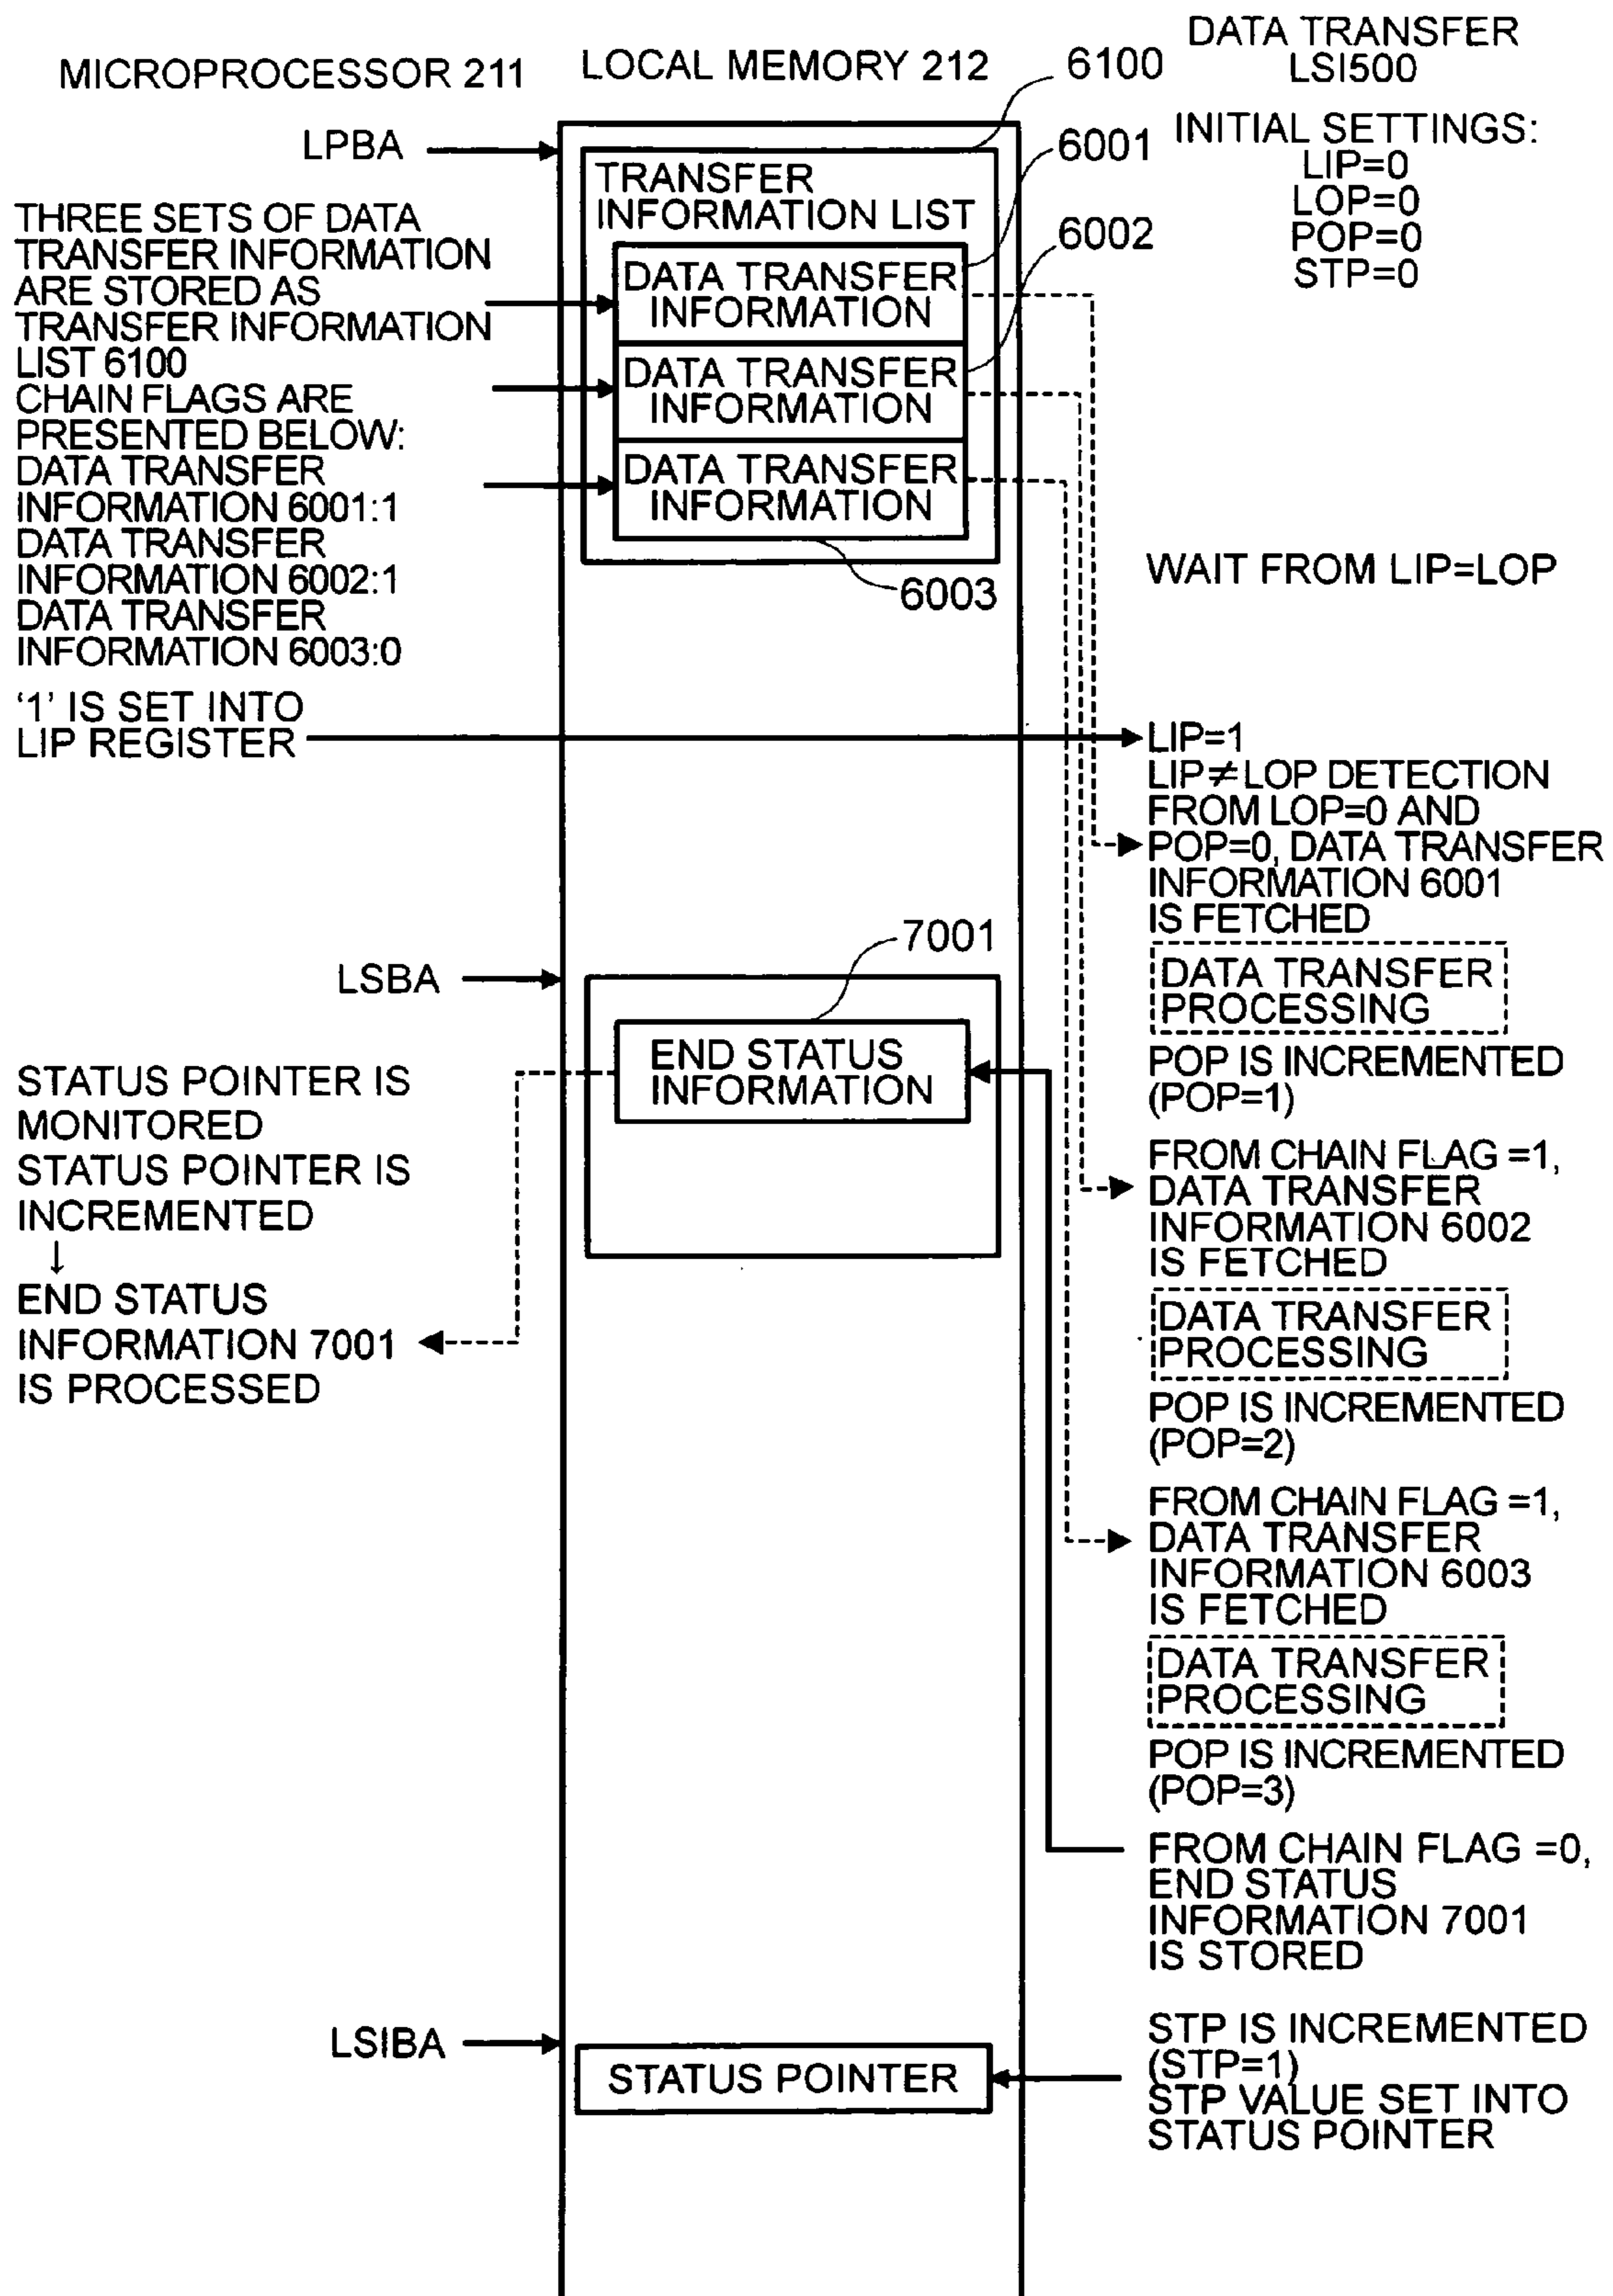 MICROPROCESSOR 211
LOCAL MEMORY 212
6100
DATA TRANSFER
LSI500
INITIAL SETTINGS:
LIP=0
LOP=0
POP=0
STP=0
LPBA
THREE SETS OF DATA
TRANSFER INFORMATION
ARE STORED AS
TRANSFER INFORMATION
LIST 6100
CHAIN FLAGS ARE
PRESENTED BELOW:
DATA TRANSFER
INFORMATION 6001:1
DATA TRANSFER
INFORMATION 6002:1
DATA TRANSFER
INFORMATION 6003:0
'1' IS SET INTO
LIP REGISTER
TRANSFER
INFORMATION LIST
6001
6002
DATA TRANSFER
INFORMATION
DATA TRANSFER
INFORMATION
DATA TRANSFER
INFORMATION
6003
WAIT FROM LIP=LOP
LIP=1
LIP≠LOP DETECTION
FROM LOP=0 AND
POP=0, DATA TRANSFER
INFORMATION 6001
IS FETCHED
DATA TRANSFER
PROCESSING
POP IS INCREMENTED
(POP=1)
FROM CHAIN FLAG =1,
DATA TRANSFER
INFORMATION 6002
IS FETCHED
DATA TRANSFER
PROCESSING
POP IS INCREMENTED
(POP=2)
FROM CHAIN FLAG =1,
DATA TRANSFER
INFORMATION 6003
IS FETCHED
DATA TRANSFER
PROCESSING
POP IS INCREMENTED
(POP=3)
FROM CHAIN FLAG =0,
END STATUS
INFORMATION 7001
IS STORED
STP IS INCREMENTED
(STP=1)
STP VALUE SET INTO
STATUS POINTER
LSBA
7001
END STATUS
INFORMATION
STATUS POINTER IS
MONITORED
STATUS POINTER IS
INCREMENTED
↓
END STATUS
INFORMATION 7001
IS PROCESSED
LSIBA
STATUS POINTER